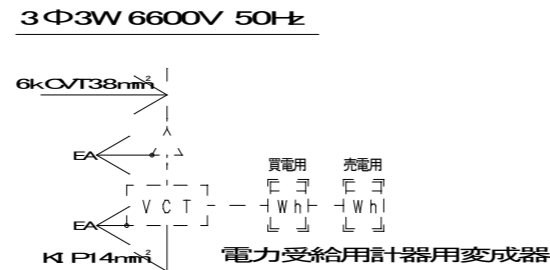 3Φ3W 6600V 50Hz
6kCVT38mm²
EA
買電用 売電用
VCT Wh Wh
EA
KIP14mm²
電力受給用計器用変成器